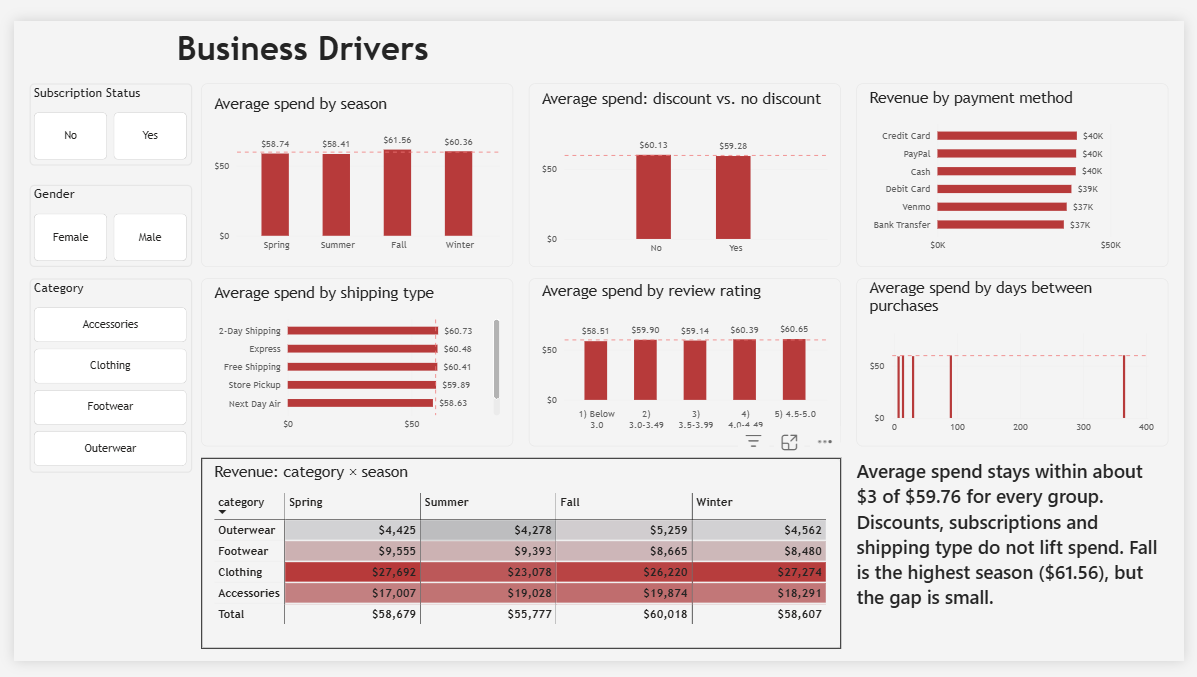 Business Drivers
Subscription Status
No
Yes
Gender
Female
Male
Category
Accessories
Clothing
Footwear
Outerwear
Average spend by season
$50
$0
$58.74
$58.41
$61.56
$60.36
Spring
Summer
Fall
Winter
Average spend: discount vs. no discount
$50
$0
$60.13
$59.28
No
Yes
Revenue by payment method
Credit Card $40K
PayPal $40K
Cash $40K
Debit Card $39K
Venmo $37K
Bank Transfer $37K
$0K
$50K
Average spend by shipping type
2-Day Shipping $60.73
Express $60.48
Free Shipping $60.41
Store Pickup $59.89
Next Day Air $58.63
$0
$50
Average spend by review rating
$50
$0
$58.51
$59.90
$59.14
$60.39
$60.65
1) Below
3.0
2)
3.0-3.49
3)
3.5-3.99
4)
4.0-4.49
5) 4.5-5.0
Average spend by days between
purchases
$50
$0
0
100
200
300
400
Revenue: category × season
category Spring Summer Fall Winter
Outerwear $4,425 $4,278 $5,259 $4,562
Footwear $9,555 $9,393 $8,665 $8,480
Clothing $27,692 $23,078 $26,220 $27,274
Accessories $17,007 $19,028 $19,874 $18,291
Total $58,679 $55,777 $60,018 $58,607
Average spend stays within about
$3 of $59.76 for every group.
Discounts, subscriptions and
shipping type do not lift spend. Fall
is the highest season ($61.56), but
the gap is small.